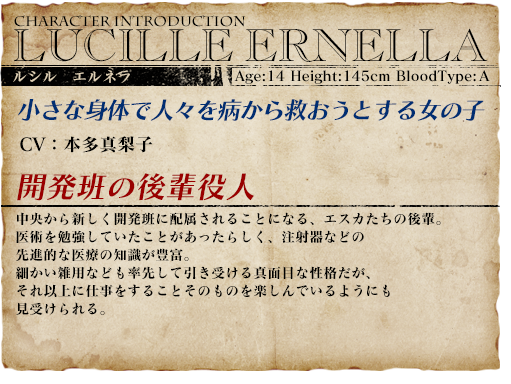 CHARACTER INTRODUCTION
LUCILLE ERNELLA
ルシル エルネラ
Age:14 Height:145cm BloodType:A
小さな身体で人々を病から救おうとする女の子
CV：本多真梨子
開発班の後輩役人
中央から新しく開発班に配属されることになる、エスカたちの後輩。
医術を勉強していたことがあったらしく、注射器などの
先進的な医療の知識が豊富。
細かい雑用なども率先して引き受ける真面目な性格だが、
それ以上に仕事をすることそのものを楽しんでいるようにも
見受けられる。